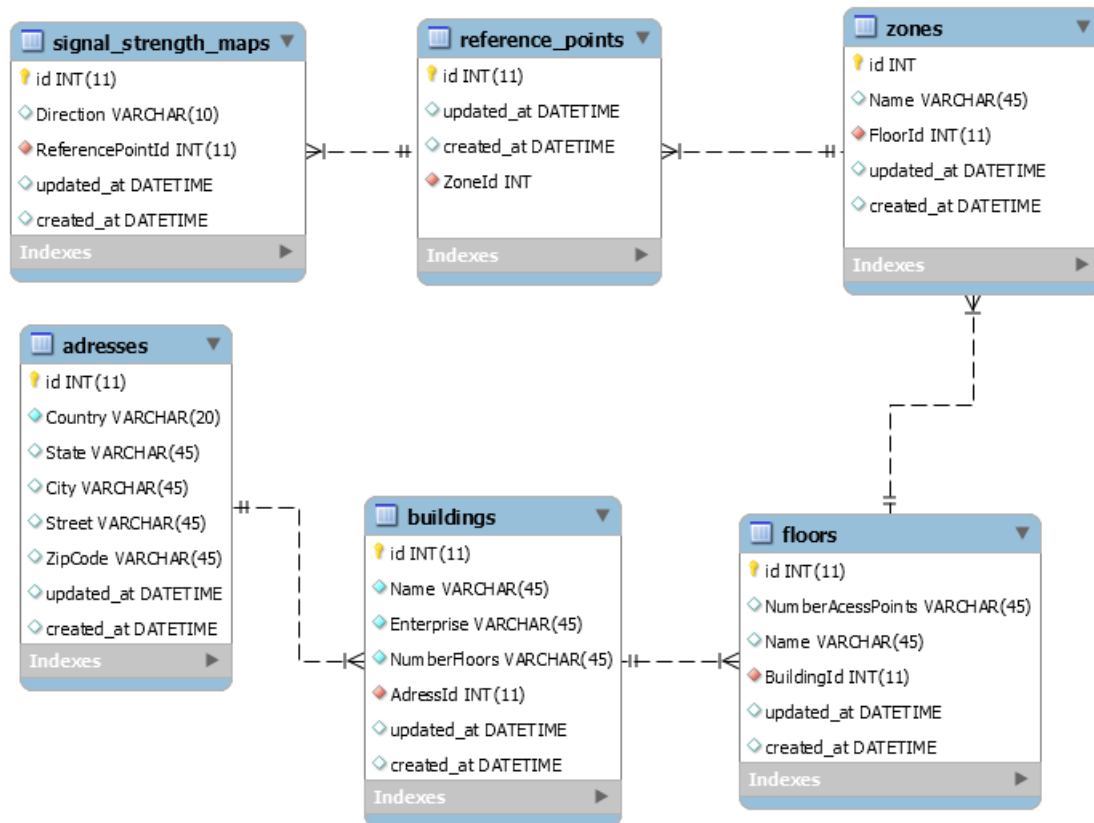 signal_strength_maps
id INT(11)
Direction VARCHAR(10)
ReferencePointId INT(11)
updated_at DATETIME
created_at DATETIME
Indexes
reference_points
id INT(11)
updated_at DATETIME
created_at DATETIME
ZoneId INT
Indexes
zones
id INT
Name VARCHAR(45)
FloorId INT(11)
updated_at DATETIME
created_at DATETIME
Indexes
adresses
id INT(11)
Country VARCHAR(20)
State VARCHAR(45)
City VARCHAR(45)
Street VARCHAR(45)
ZipCode VARCHAR(45)
updated_at DATETIME
created_at DATETIME
Indexes
buildings
id INT(11)
Name VARCHAR(45)
Enterprise VARCHAR(45)
NumberFloors VARCHAR(45)
AdressId INT(11)
updated_at DATETIME
created_at DATETIME
Indexes
floors
id INT(11)
NumberAcessPoints VARCHAR(45)
Name VARCHAR(45)
BuildingId INT(11)
updated_at DATETIME
created_at DATETIME
Indexes